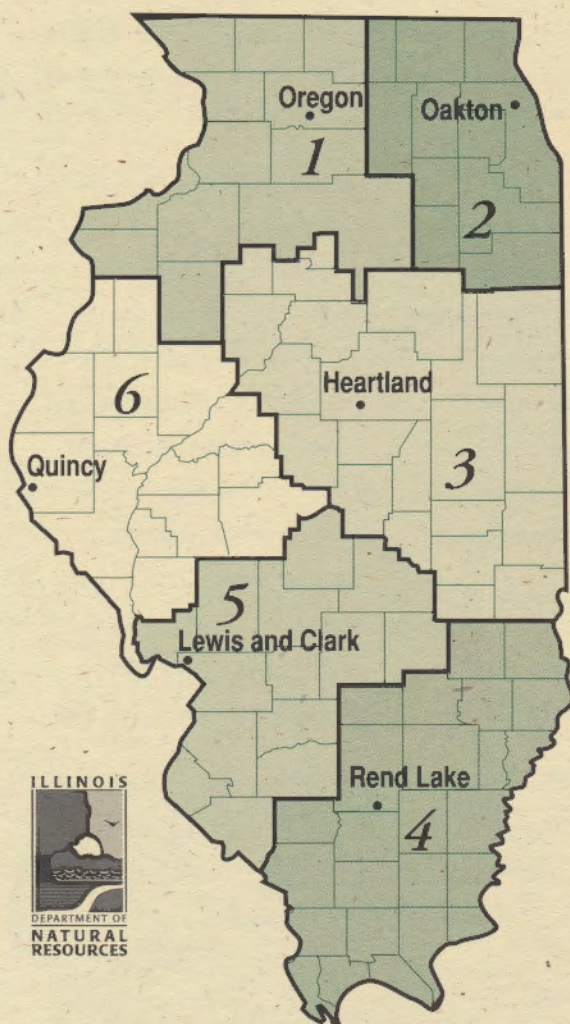 Oregon
1
Oakton
2
Heartland
3
6
Quincy
5
Lewis and Clark
Rend Lake
4
ILLINOIS
DEPARTMENT OF
NATURAL
RESOURCES